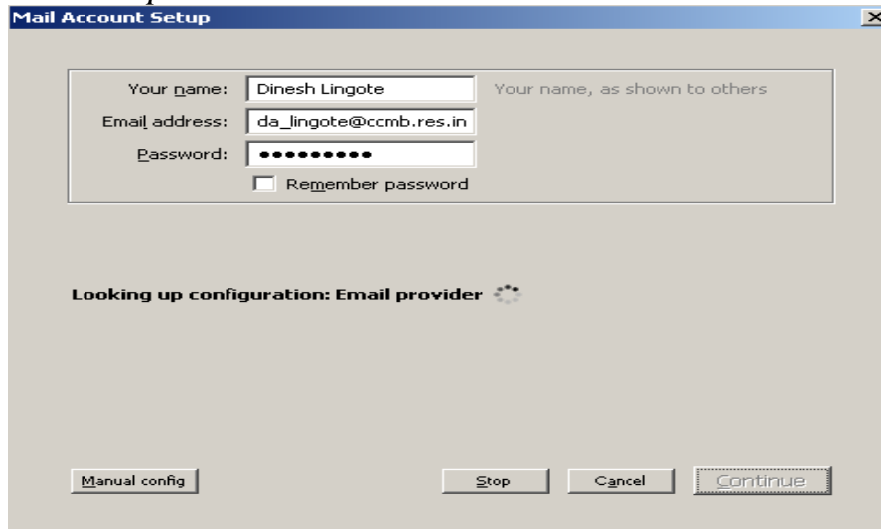 Mail Account Setup
Your name: Dinesh Lingote Your name, as shown to others
Email address: da_lingote@ccmb.res.in
Password: •••••••••
Remember password
Looking up configuration: Email provider
Manual config Stop Cancel Continue